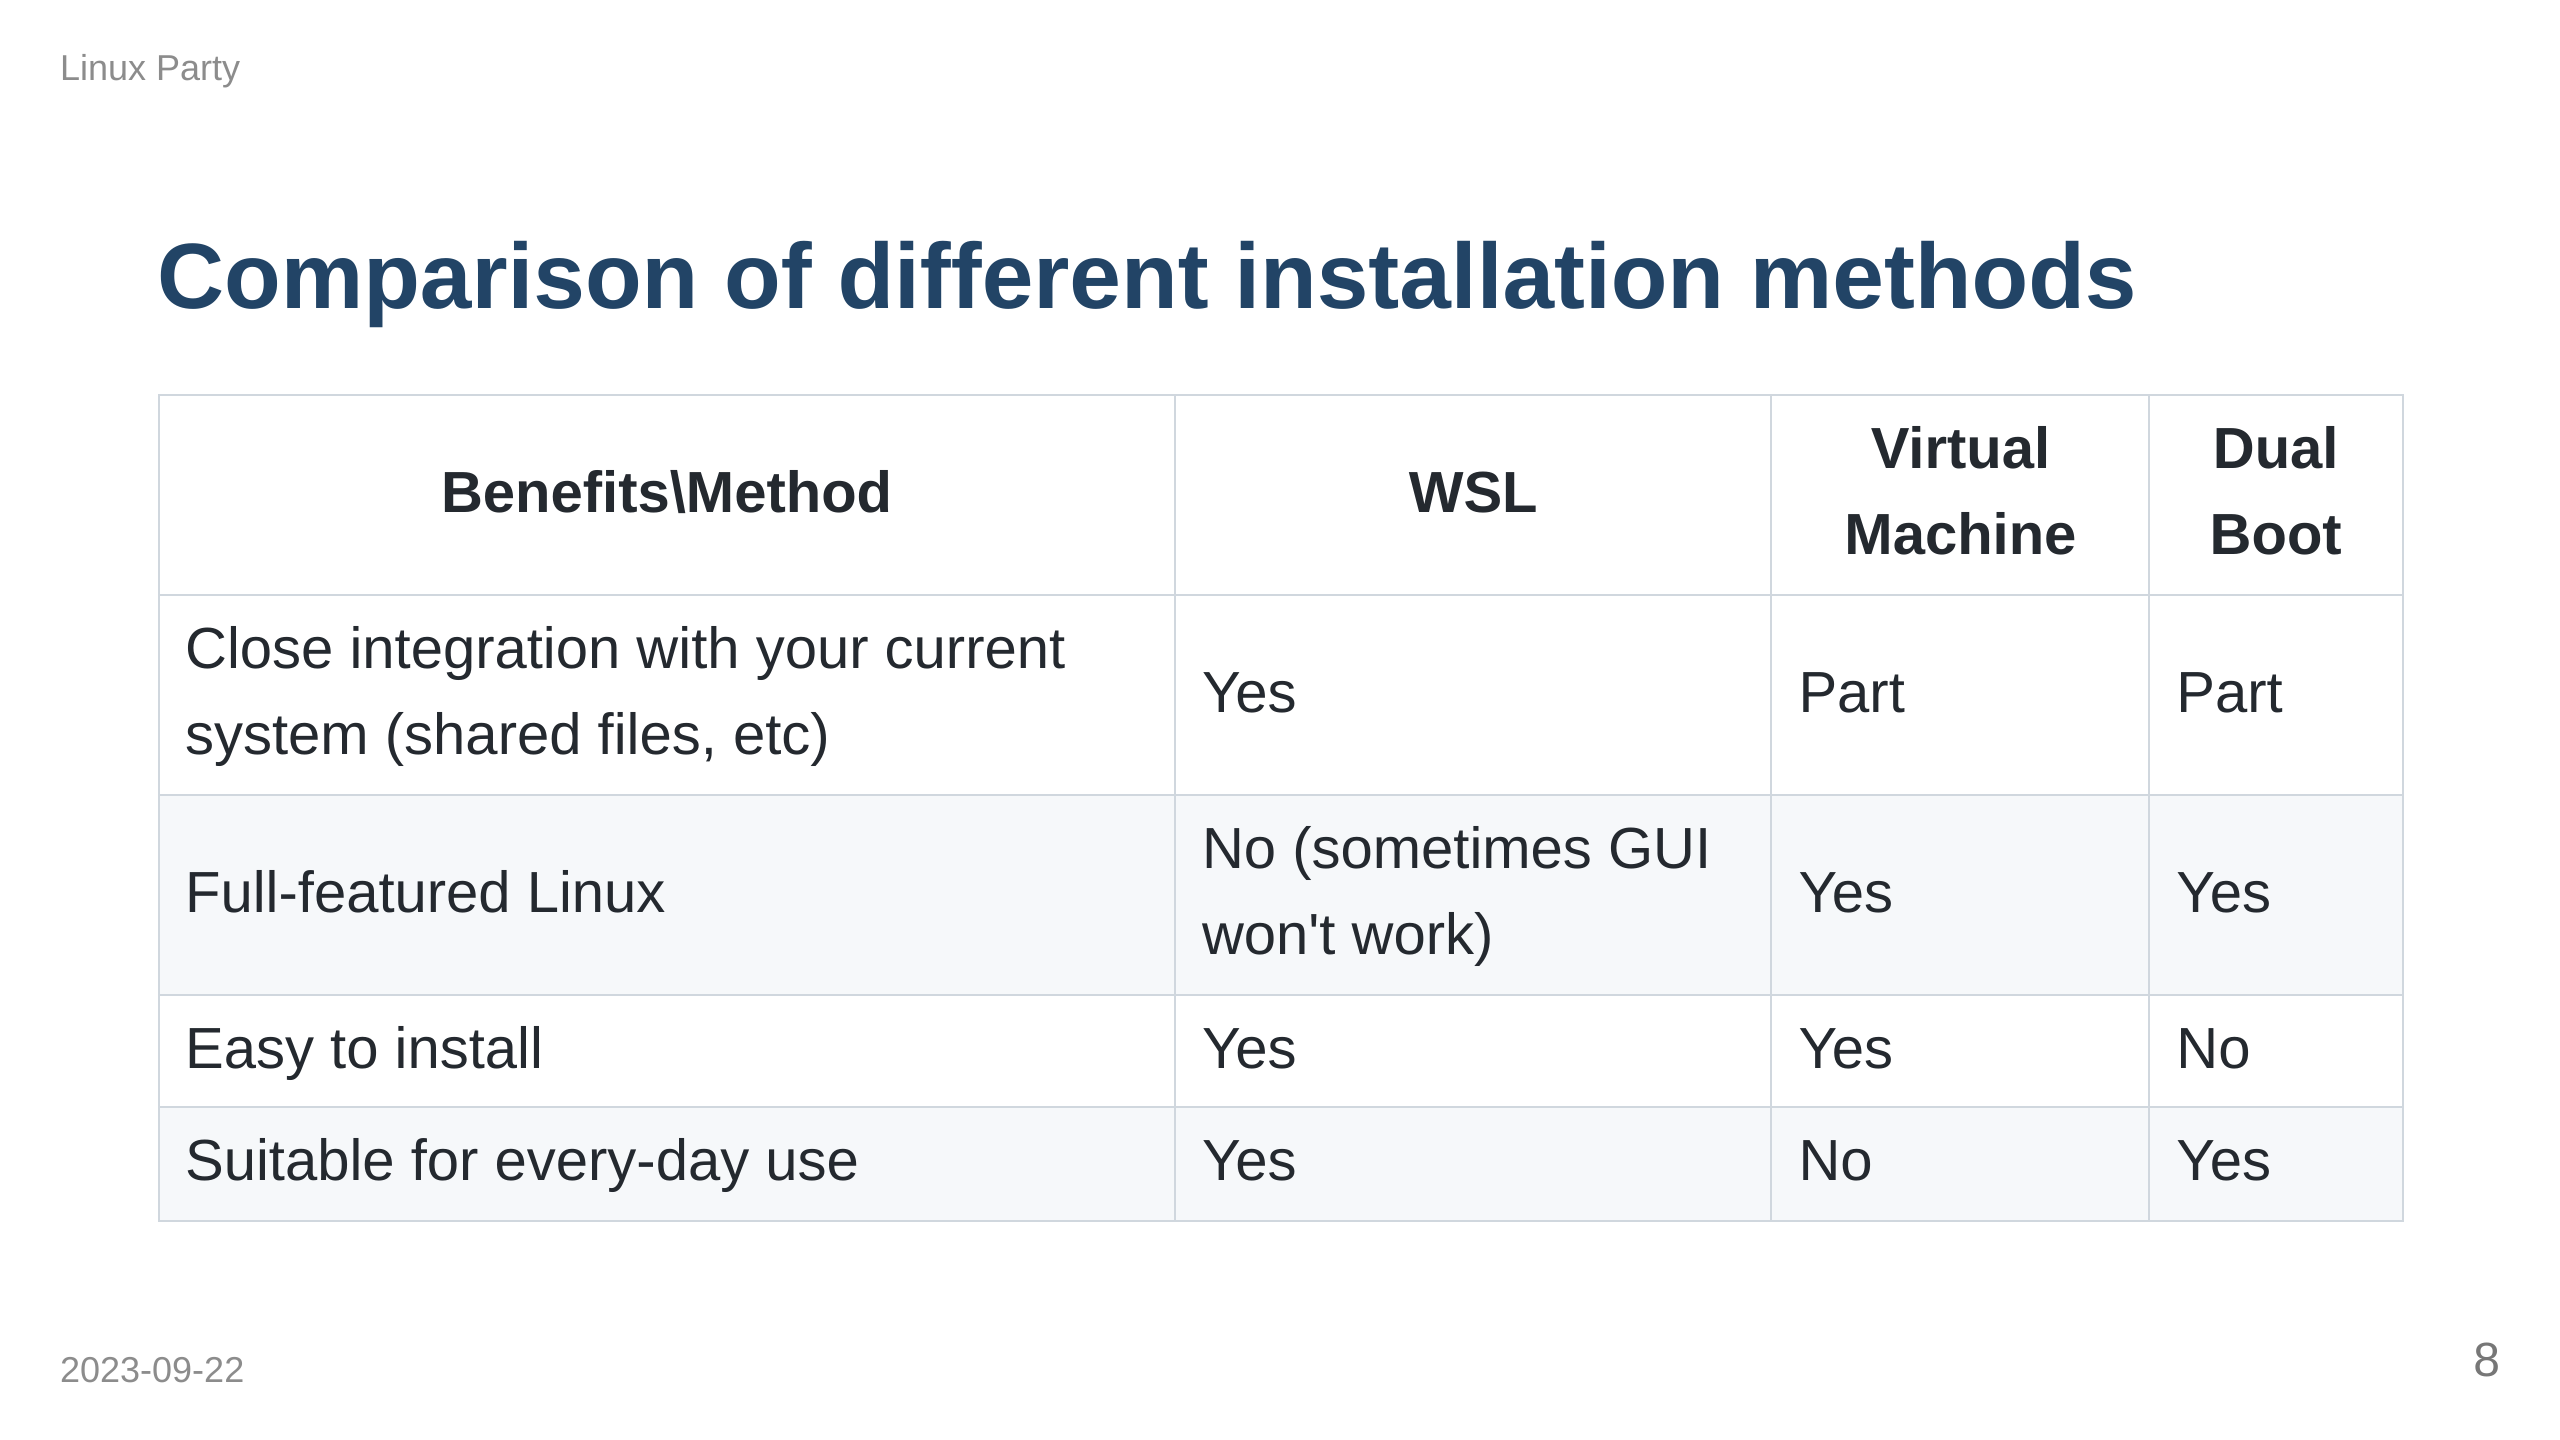 Linux Party
Comparison of different installation methods
Benefits\Method
WSL
Virtual
Machine
Dual
Boot
Close integration with your current
system (shared files, etc)
Yes
Part
Part
Full-featured Linux
No (sometimes GUI
won't work)
Yes
Yes
Easy to install
Yes
Yes
No
Suitable for every-day use
Yes
No
Yes
2023-09-22
8